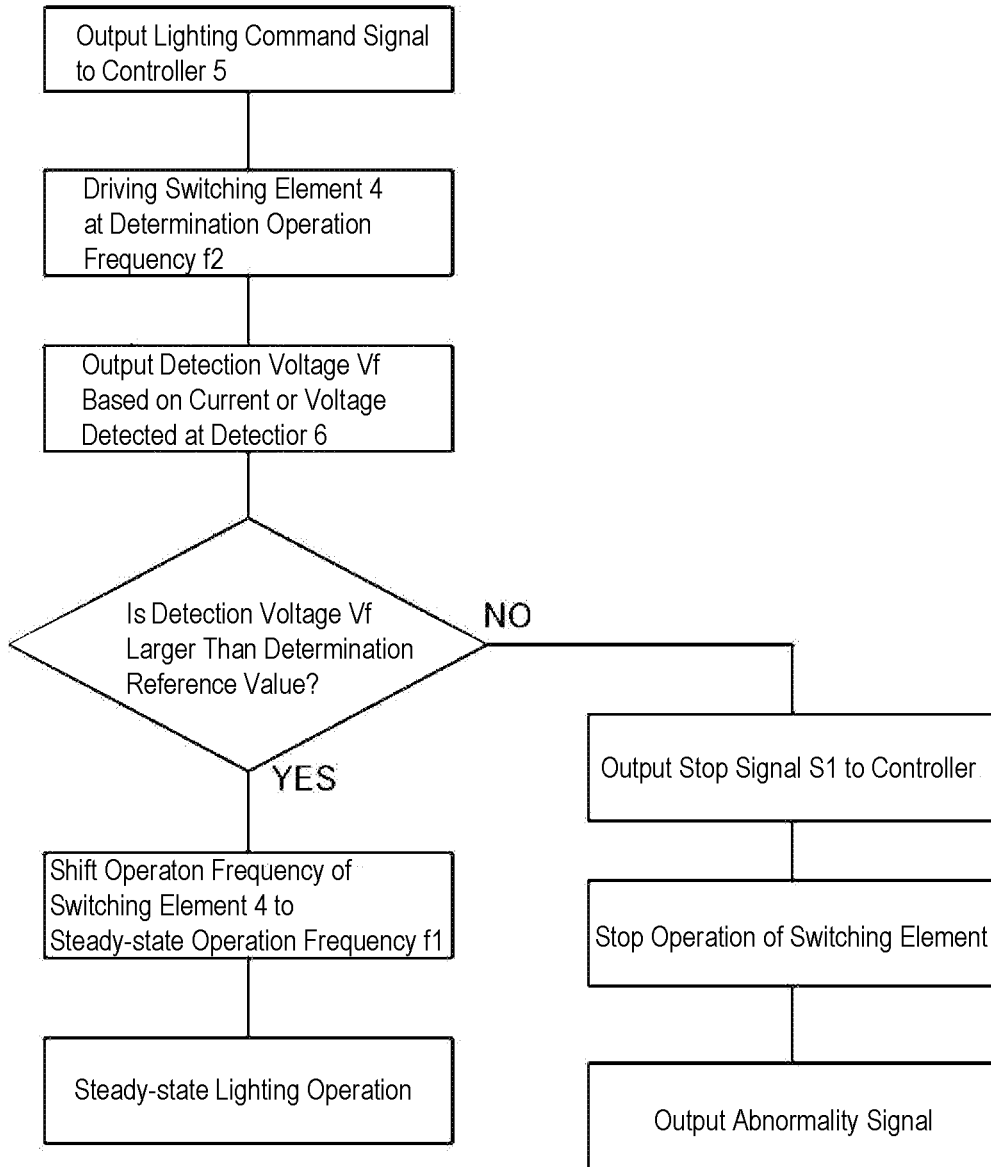 Output Lighting Command Signal
to Controller 5
Driving Switching Element 4
at Determination Operation
Frequency f2
Output Detection Voltage Vf
Based on Current or Voltage
Detected at Detectior 6
Is Detection Voltage Vf
Larger Than Determination
Reference Value?
NO
YES
Shift Operaton Frequency of
Switching Element 4 to
Steady-state Operation Frequency f1
Steady-state Lighting Operation
Output Stop Signal S1 to Controller
Stop Operation of Switching Element
Output Abnormality Signal